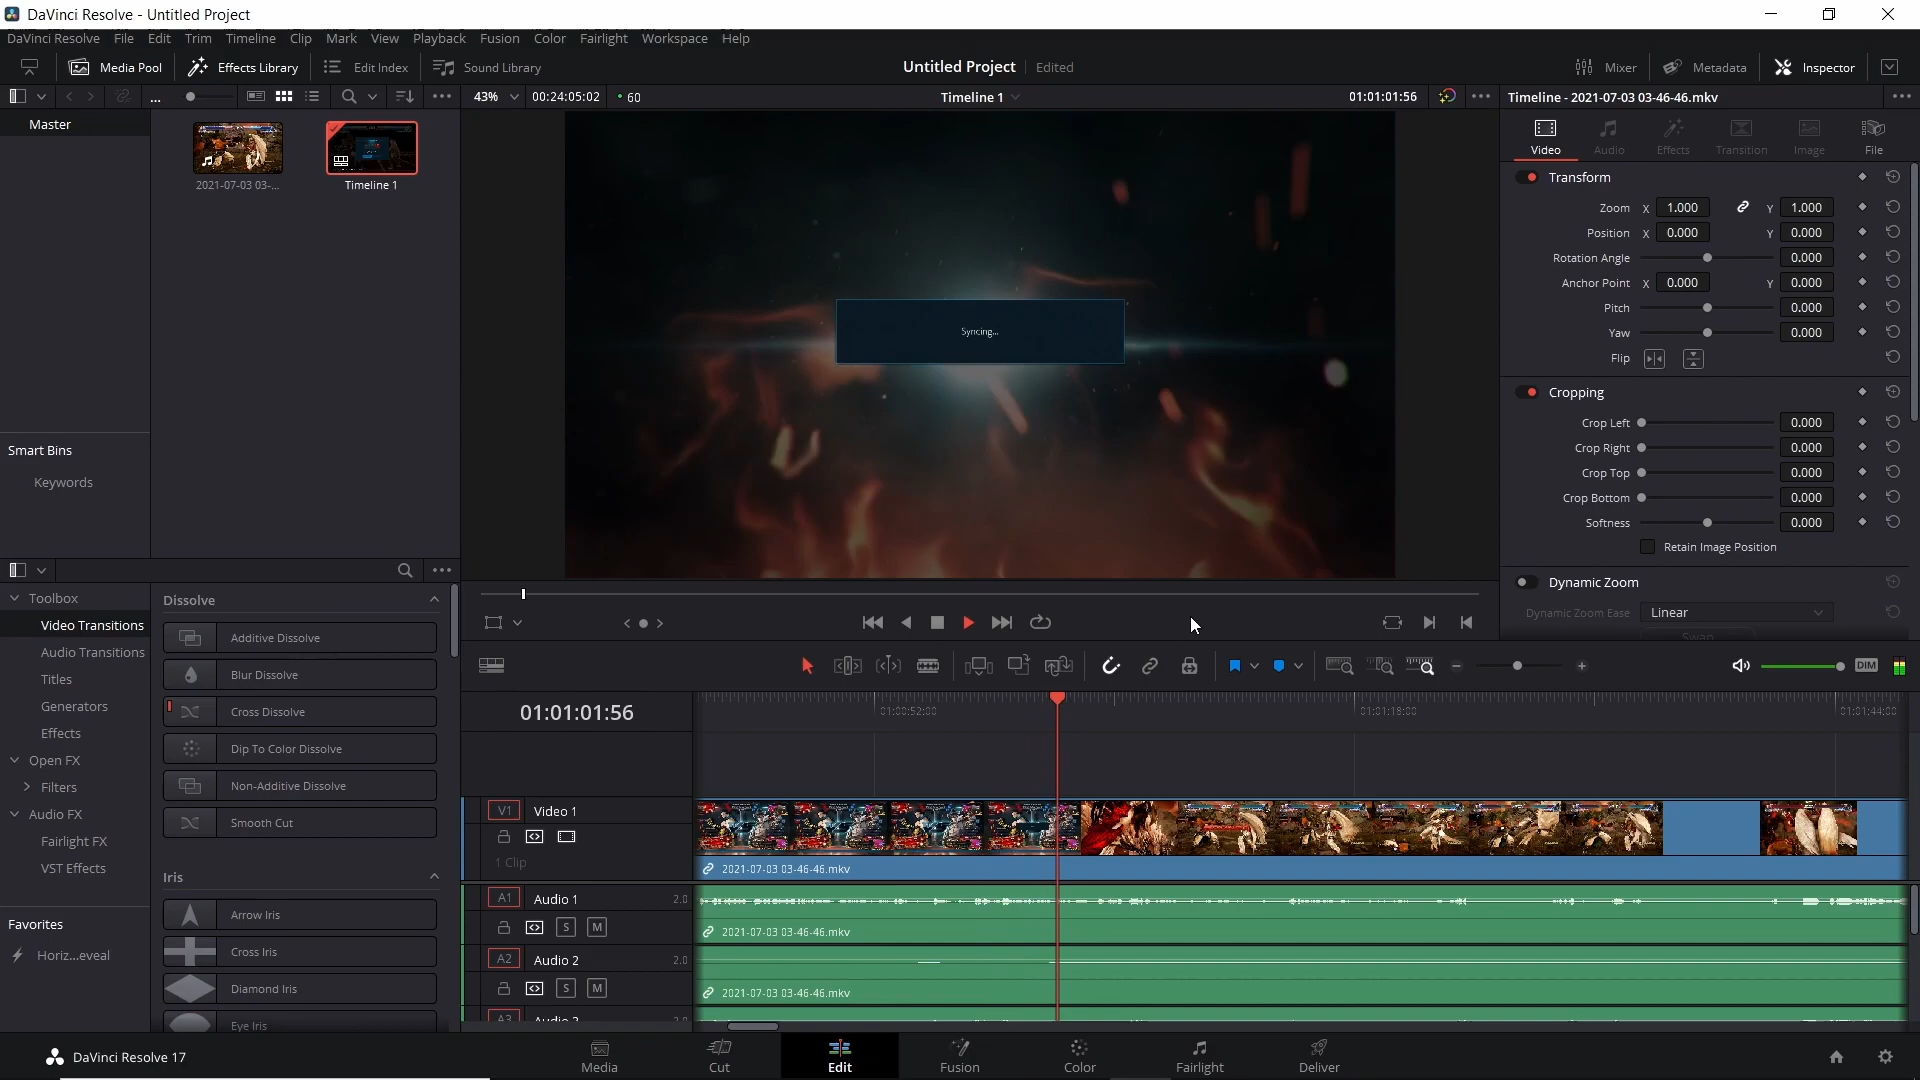 DaVinci Resolve - Untitled Project
DaVinci Resolve File Edit Trim Timeline Clip Mark View Playback Fusion Color Fairlight Workspace Help
Media Pool Effects Library Edit Index Sound Library Untitled Project Edited Mixer Metadata Inspector
... 43% 00:24:05:02 60 Timeline 1 01:01:01:56 Timeline - 2021-07-03 03-46-46.mkv
Master
2021-07-03 03-... Timeline 1
Smart Bins
Keywords
Syncing...
Video Audio Effects Transition Image File
Transform
Zoom X 1.000 Y 1.000
Position X 0.000 Y 0.000
Rotation Angle 0.000
Anchor Point X 0.000 Y 0.000
Pitch 0.000
Yaw 0.000
Flip
Cropping
Crop Left 0.000
Crop Right 0.000
Crop Top 0.000
Crop Bottom 0.000
Softness 0.000
Retain Image Position
Dynamic Zoom
Dynamic Zoom Ease Linear
Swap
Toolbox
Video Transitions
Audio Transitions
Titles
Generators
Effects
Open FX
Filters
Audio FX
Fairlight FX
VST Effects
Favorites
Horiz...eveal
Dissolve
Additive Dissolve
Blur Dissolve
Cross Dissolve
Dip To Color Dissolve
Non-Additive Dissolve
Smooth Cut
Iris
Arrow Iris
Cross Iris
Diamond Iris
Eye Iris
DIM
01:01:01:56 01:00:52:00 01:01:18:00 01:01:44:00
V1 Video 1
1 Clip
2021-07-03 03-46-46.mkv
A1 Audio 1 2.0
S M
2021-07-03 03-46-46.mkv
A2 Audio 2 2.0
S M
2021-07-03 03-46-46.mkv
A3 Audio 3 2.0
DaVinci Resolve 17
Media Cut Edit Fusion Color Fairlight Deliver